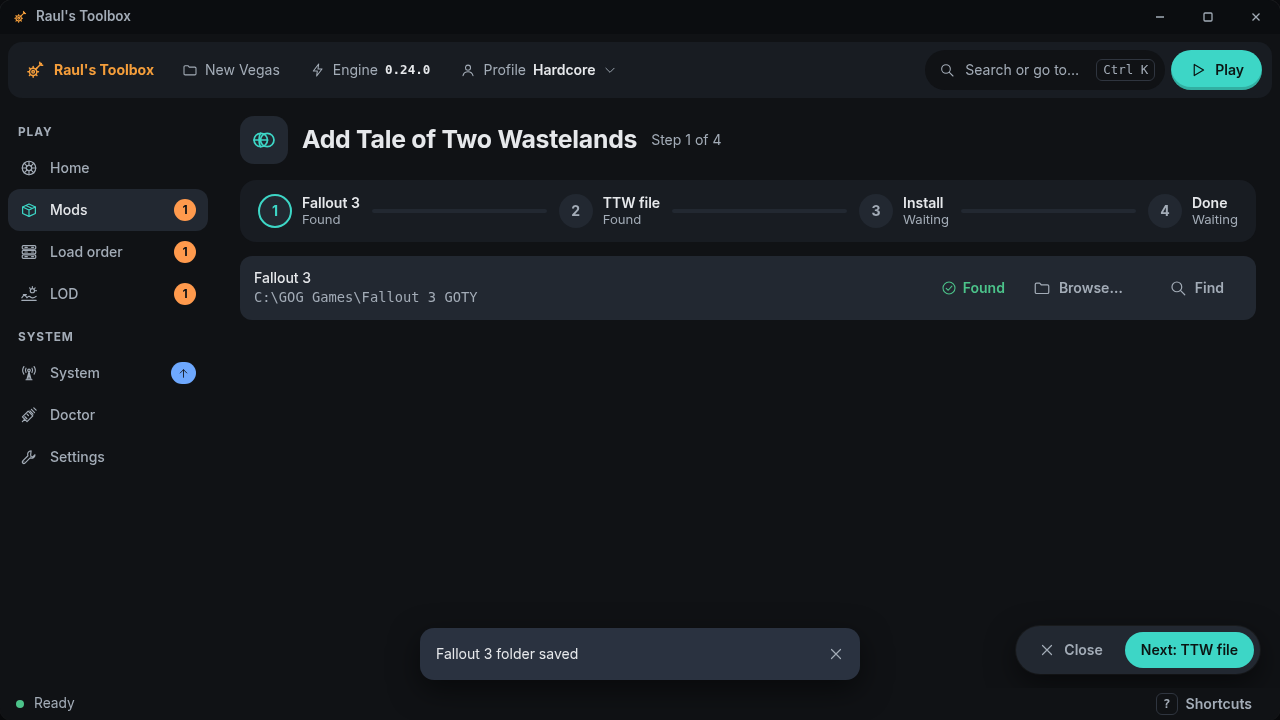 Raul's Toolbox
Raul's Toolbox
New Vegas
Engine 0.24.0
Profile Hardcore
Search or go to...
Ctrl K
Play
PLAY
Home
Mods 1
Load order 1
LOD 1
SYSTEM
System
Doctor
Settings
Add Tale of Two Wastelands
Step 1 of 4
1
Fallout 3
Found
2
TTW file
Found
3
Install
Waiting
4
Done
Waiting
Fallout 3
C:\GOG Games\Fallout 3 GOTY
Found
Browse...
Find
Fallout 3 folder saved
Close
Next: TTW file
Ready
? Shortcuts